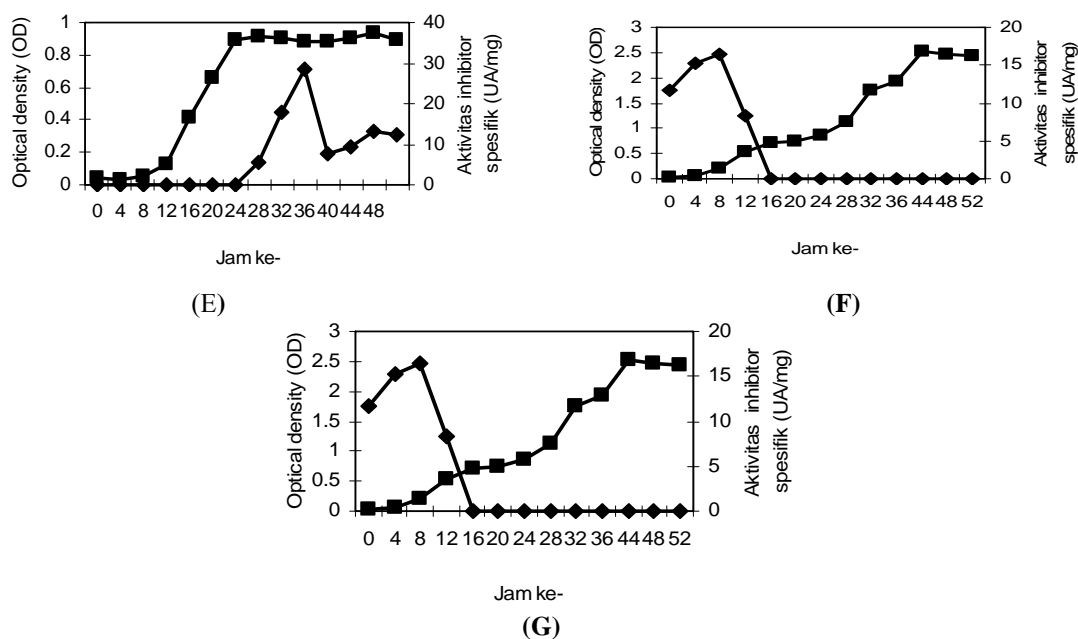 Optical density (OD)
1
0.8
0.6
0.4
0.2
0
40
30
20
10
0
Aktivitas inhibitor
spesifik (UA/mg)
0 4 8 12 16 20 24 28 32 36 40 44 48
Jam ke-
(E)
Optical density (OD)
3
2.5
2
1.5
1
0.5
0
20
15
10
5
0
Aktivitas inhibitor
spesifik (UA/mg)
0 4 8 12 16 20 24 28 32 36 44 48 52
Jam ke-
(F)
Optical density (OD)
3
2.5
2
1.5
1
0.5
0
20
15
10
5
0
Aktivitas inhibitor
spesifik (UA/mg)
0 4 8 12 16 20 24 28 32 36 44 48 52
Jam ke-
(G)